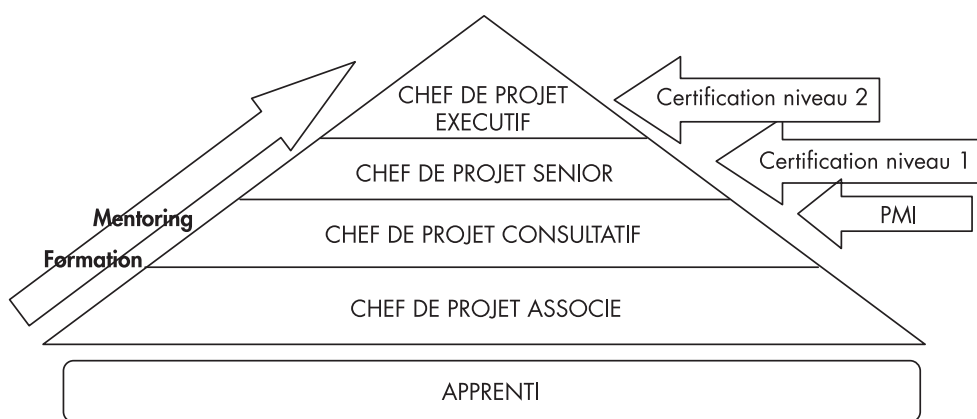 CHEF DE PROJET
EXECUTIF
Certification niveau 2
CHEF DE PROJET SENIOR
Certification niveau 1
Mentoring
PMI
CHEF DE PROJET CONSULTATIF
Formation
CHEF DE PROJET ASSOCIE
APPRENTI